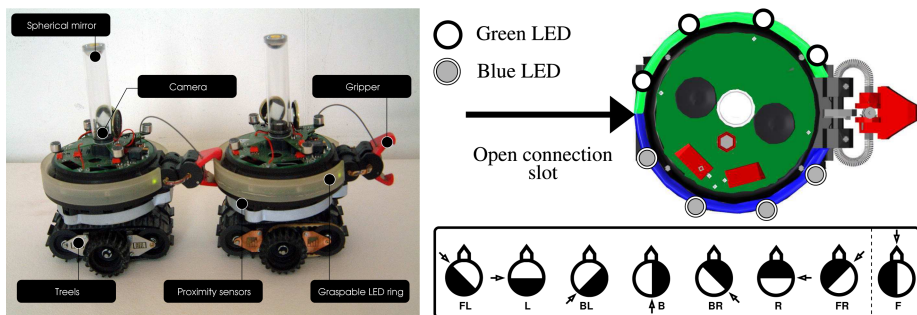 Spherical mirror
Camera
Gripper
Treels
Proximity sensors
Graspable LED ring
Green LED
Blue LED
Open connection
slot
FL
L
BL
B
BR
R
FR
F